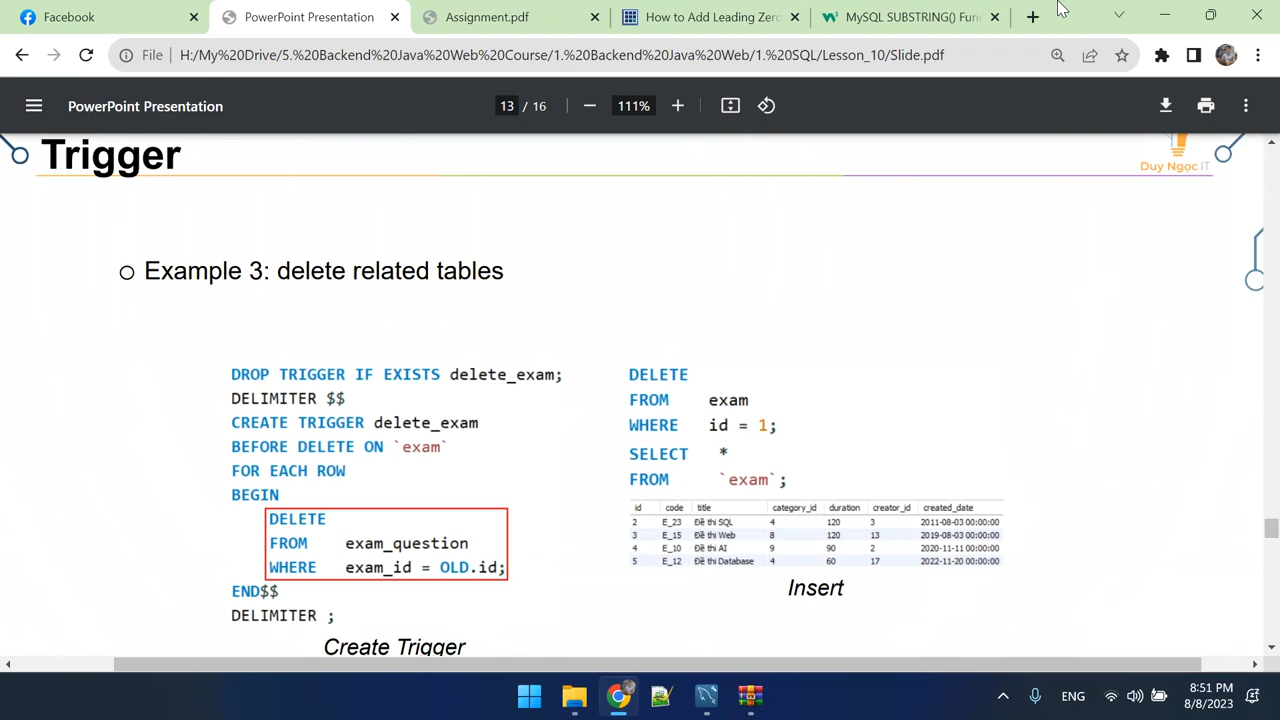 Facebook
PowerPoint Presentation
Assignment.pdf
How to Add Leading Zero
MySQL SUBSTRING() Fun
File
H:/My%20Drive/5.%20Backend%20Java%20Web%20Course/1.%20Backend%20Java%20Web/1.%20SQL/Lesson_10/Slide.pdf
PowerPoint Presentation
13 / 16
111%
Trigger
Duy Ngọc IT
Example 3: delete related tables
DROP TRIGGER IF EXISTS delete_exam;
DELIMITER $$
CREATE TRIGGER delete_exam
BEFORE DELETE ON `exam`
FOR EACH ROW
BEGIN
DELETE
FROM exam_question
WHERE exam_id = OLD.id;
END$$
DELIMITER ;
Create Trigger
DELETE
FROM exam
WHERE id = 1;
SELECT *
FROM `exam`;
id code title category_id duration creator_id created_date
2 E_23 Đề thi SQL 4 120 3 2011-08-03 00:00:00
3 E_15 Đề thi Web 8 120 13 2019-08-03 00:00:00
4 E_10 Đề thi AI 9 90 2 2020-11-11 00:00:00
5 E_12 Đề thi Database 4 60 17 2022-11-20 00:00:00
Insert
ENG
8:51 PM
8/8/2023